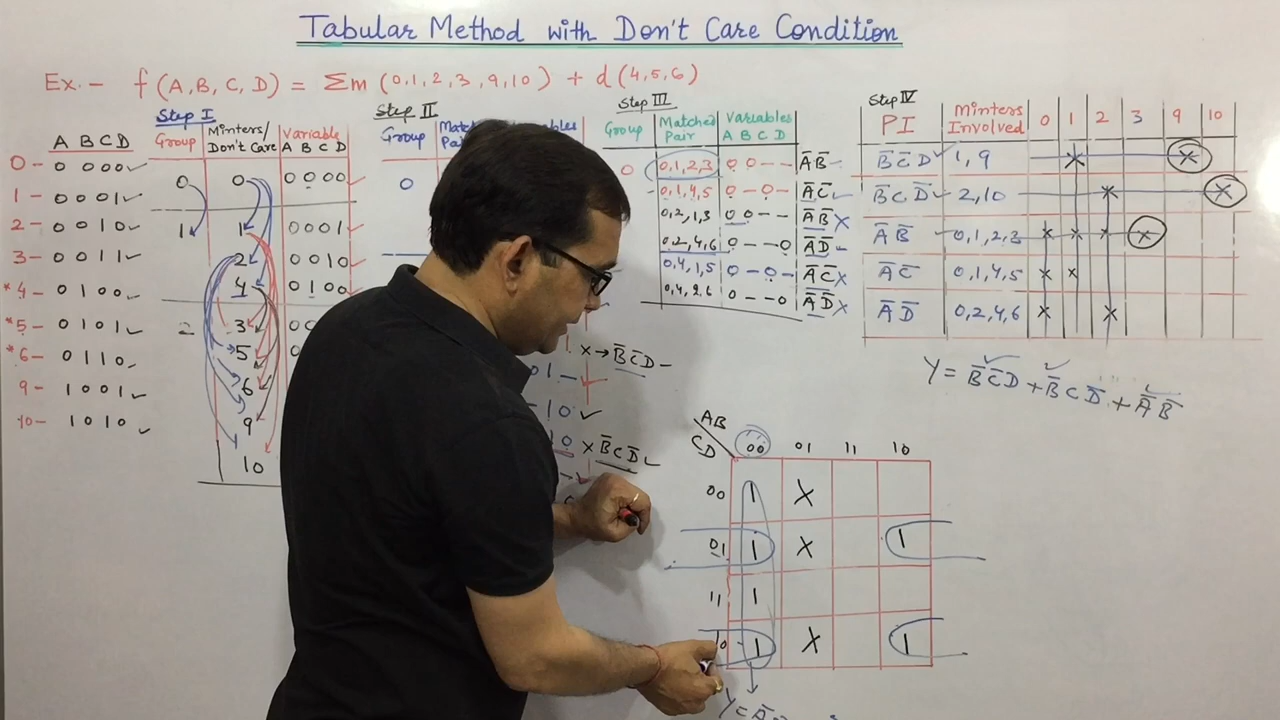 Tabular Method with Don't Care Condition
Ex.- f(A, B, C, D) = Σm (0,1,2,3,9,10) + d(4,5,6)
A B C D
0 - 0 0 0 0 ✓
1 - 0 0 0 1 ✓
2 - 0 0 1 0 ✓
3 - 0 0 1 1 ✓
*4 - 0 1 0 0 ✓
*5 - 0 1 0 1 ✓
*6 - 0 1 1 0 ✓
9 - 1 0 0 1 ✓
10 - 1 0 1 0 ✓
Step I
Group Minters/ Don't Care Variable A B C D
0 0 0 0 0 0 ✓
1 1 0 0 0 1 ✓
2 0 0 1 0 ✓
4 0 1 0 0
2 3 0
5
6
9
10
Step II
Group
0
× → B̅C̅D
0 1 - ✓
- 1 0 ✓
1 0 × B̅CD̅ ✓
Step III
Group Matched Pair Variables A B C D
0 0,1,2,3 0 0 - - A̅B̅ ✓
0,1,4,5 0 - 0 - A̅C̅ ✓
0,2,1,3 0 0 - - A̅B̅ X
0,2,4,6 0 - - 0 A̅D̅ ✓
0,4,1,5 0 - 0 - A̅C̅ X
0,4,2,6 0 - - 0 A̅D̅ X
Step IV
PI Minters Involved 0 1 2 3 9 10
B̅C̅D ✓ 1,9 × ×
B̅CD̅ ✓ 2,10 × ×
A̅B̅ 0,1,2,3 × × × ×
A̅C̅ 0,1,4,5 × ×
A̅D̅ 0,2,4,6 × ×
Y = B̅C̅D + B̅CD̅ + A̅B̅
AB
CD 00 01 11 10
00 1 X
01 1 X 1
11 1
10 1 X 1
Y =